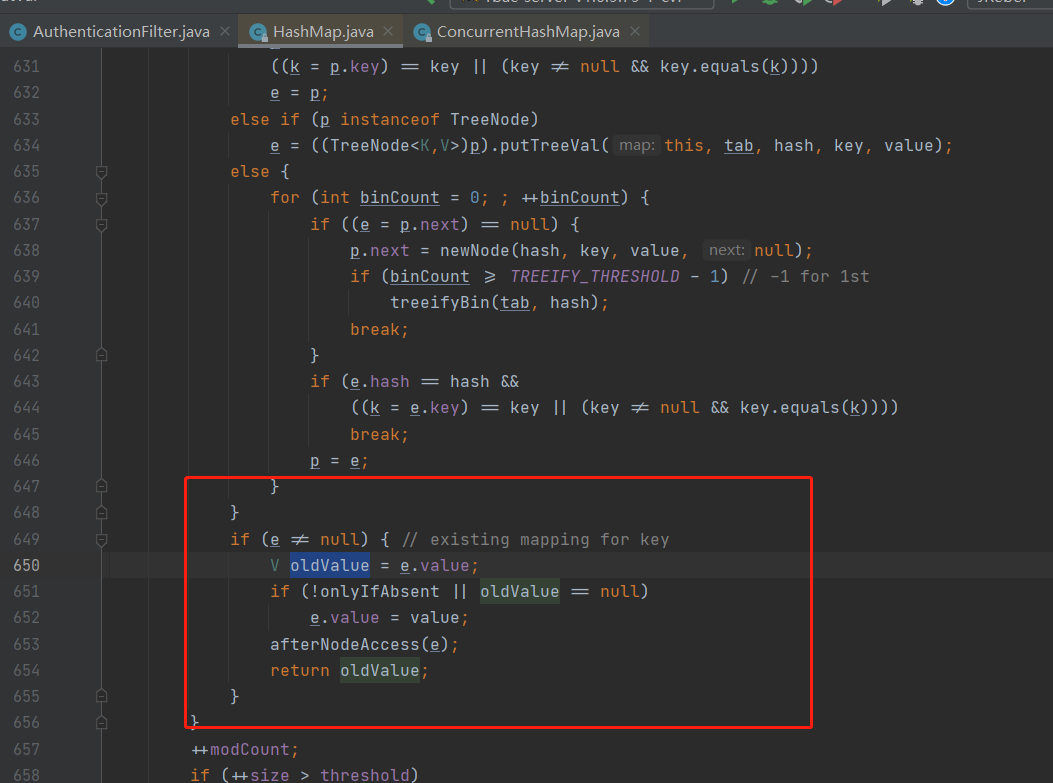 AuthenticationFilter.java × HashMap.java × ConcurrentHashMap.java ×
631 ((k = p.key) == key || (key != null && key.equals(k))))
632 e = p;
633 else if (p instanceof TreeNode)
634 e = ((TreeNode<K,V>)p).putTreeVal( map: this, tab, hash, key, value);
635 else {
636 for (int binCount = 0; ; ++binCount) {
637 if ((e = p.next) == null) {
638 p.next = newNode(hash, key, value, next: null);
639 if (binCount >= TREEIFY_THRESHOLD - 1) // -1 for 1st
640 treeifyBin(tab, hash);
641 break;
642 }
643 if (e.hash == hash &&
644 ((k = e.key) == key || (key != null && key.equals(k))))
645 break;
646 p = e;
647 }
648 }
649 if (e != null) { // existing mapping for key
650 V oldValue = e.value;
651 if (!onlyIfAbsent || oldValue == null)
652 e.value = value;
653 afterNodeAccess(e);
654 return oldValue;
655 }
656 }
657 ++modCount;
658 if (++size > threshold)